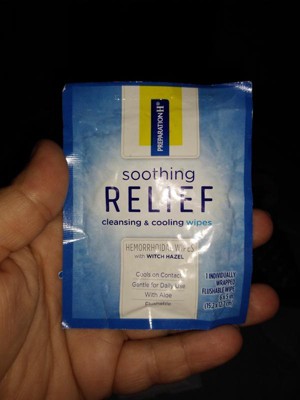 PREPARATION H®
soothing
RELIEF
cleansing & cooling wipes
HEMORRHOIDAL WIPES
with WITCH HAZEL
Cools on Contact
Gentle for Daily Use
With Aloe
Flushable
1 INDIVIDUALLY
WRAPPED
FLUSHABLE WIPE